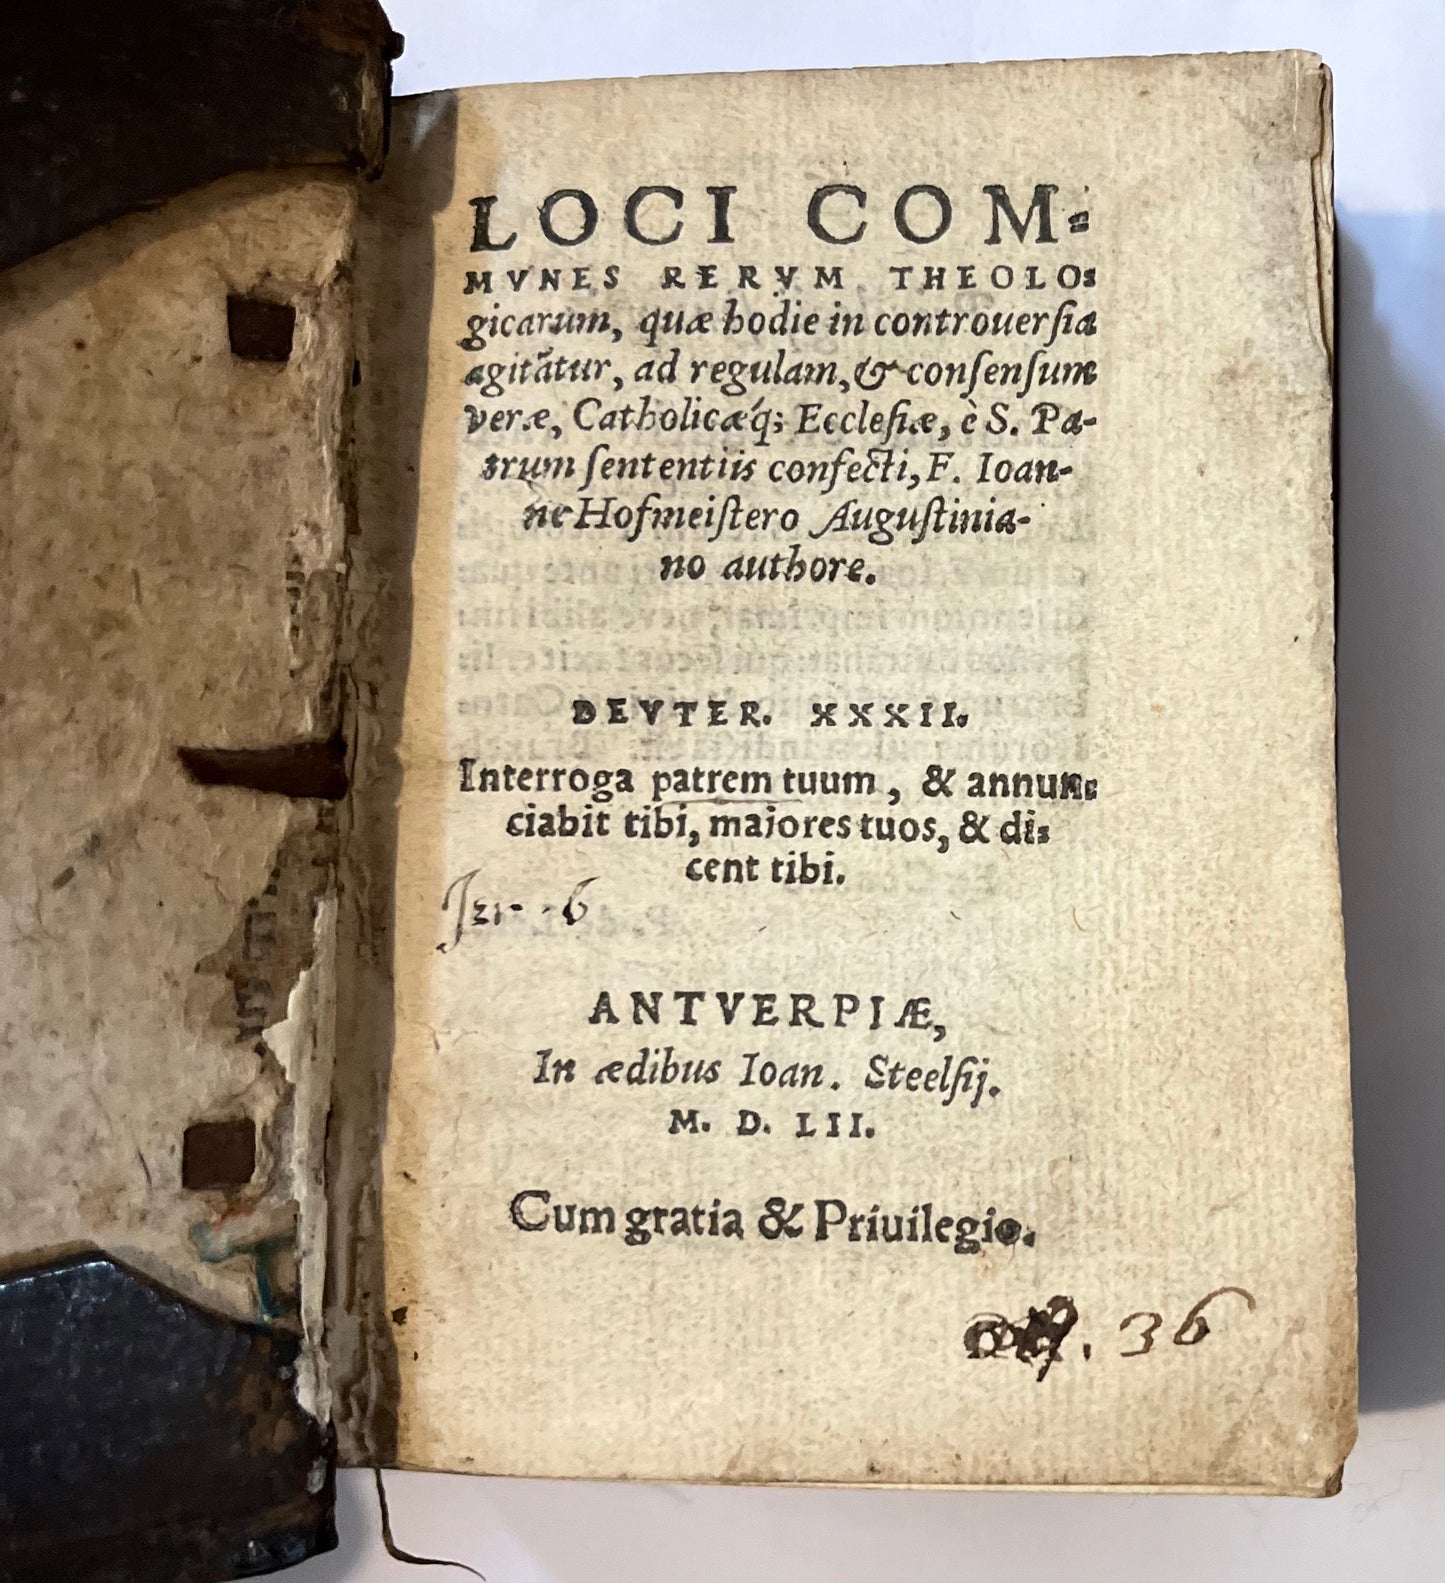 LOCI COM-
MVNES RERVM THEOLO-
gicarum, quæ hodie in controuerſia
agitãtur, ad regulam, & conſenſum
veræ, Catholicæq́; Eccleſiæ, è S. Pa-
trum ſententiis confecti, F. Ioan-
ne Hofmeiſtero Auguſtinia-
no authore.
DEVTER. XXXII.
Interroga patrem tuum, & annun-
ciabit tibi, maiores tuos, & di-
cent tibi.
ANTVERPIÆ,
In ædibus Ioan. Steelſij.
M. D. LII.
Cum gratia & Priuilegio.
36